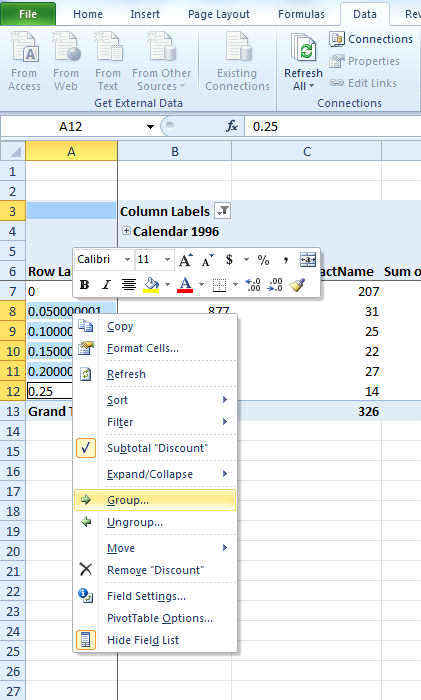 File Home Insert Page Layout Formulas Data Rev
From Access From Web From Text From Other Sources Existing Connections Refresh All Connections Properties Edit Links
Get External Data Connections
A12 fx 0.25
A B C
1
2
3 Column Labels
4 Calendar 1996
5
Calibri 11 A A $ % ,
6 Row La actName Sum o
B I A .00 .0
7 0 207
8 0.050000001 877 31
9 0.10000 25
10 0.15000 22
11 0.20000 27
12 0.25 14
13 Grand T 326
14
15
16
17
18
19
20
21
22
23
24
25
26
27
Copy
Format Cells...
Refresh
Sort
Filter
Subtotal "Discount"
Expand/Collapse
Group...
Ungroup...
Move
Remove "Discount"
Field Settings...
PivotTable Options...
Hide Field List